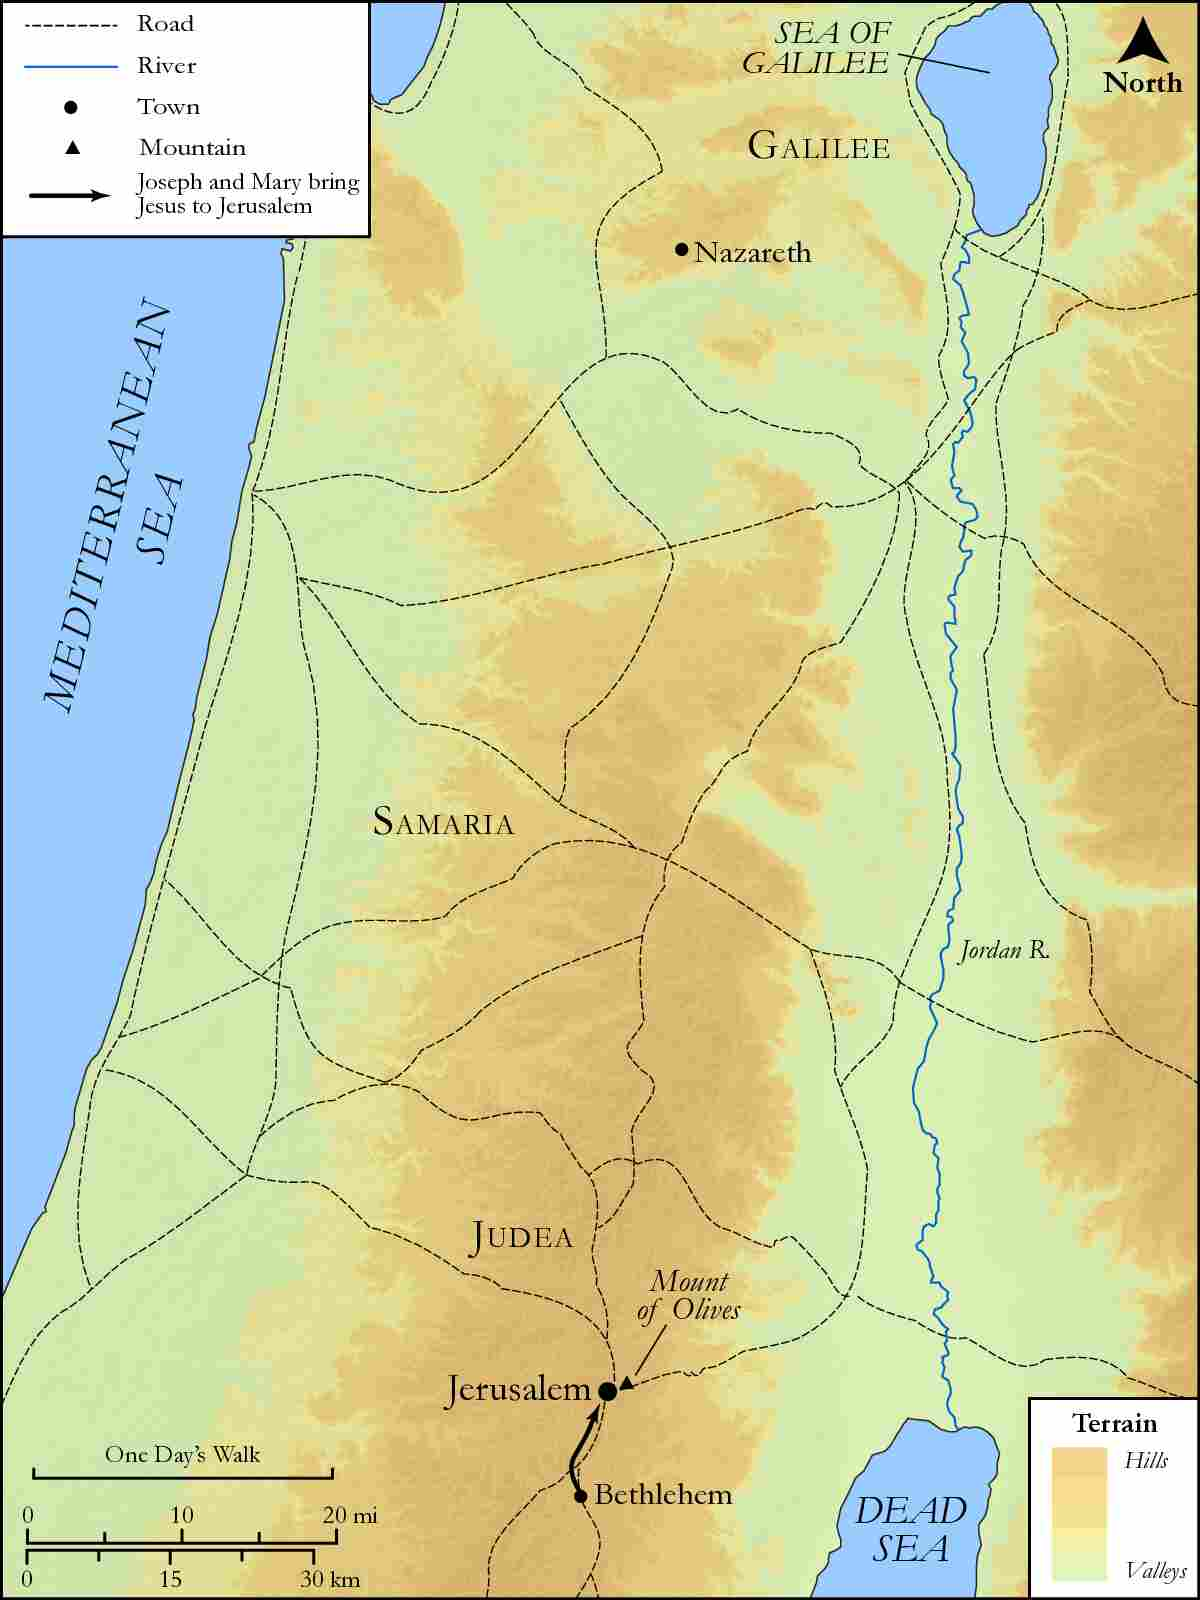 Road
River
Town
Mountain
Joseph and Mary bring
Jesus to Jerusalem
SEA OF
GALILEE
North
GALILEE
Nazareth
MEDITERRANEAN
SEA
SAMARIA
Jordan R.
JUDEA
Mount
of Olives
Jerusalem
Bethlehem
DEAD
SEA
One Day's Walk
0 10 20 mi
0 15 30 km
Terrain
Hills
Valleys